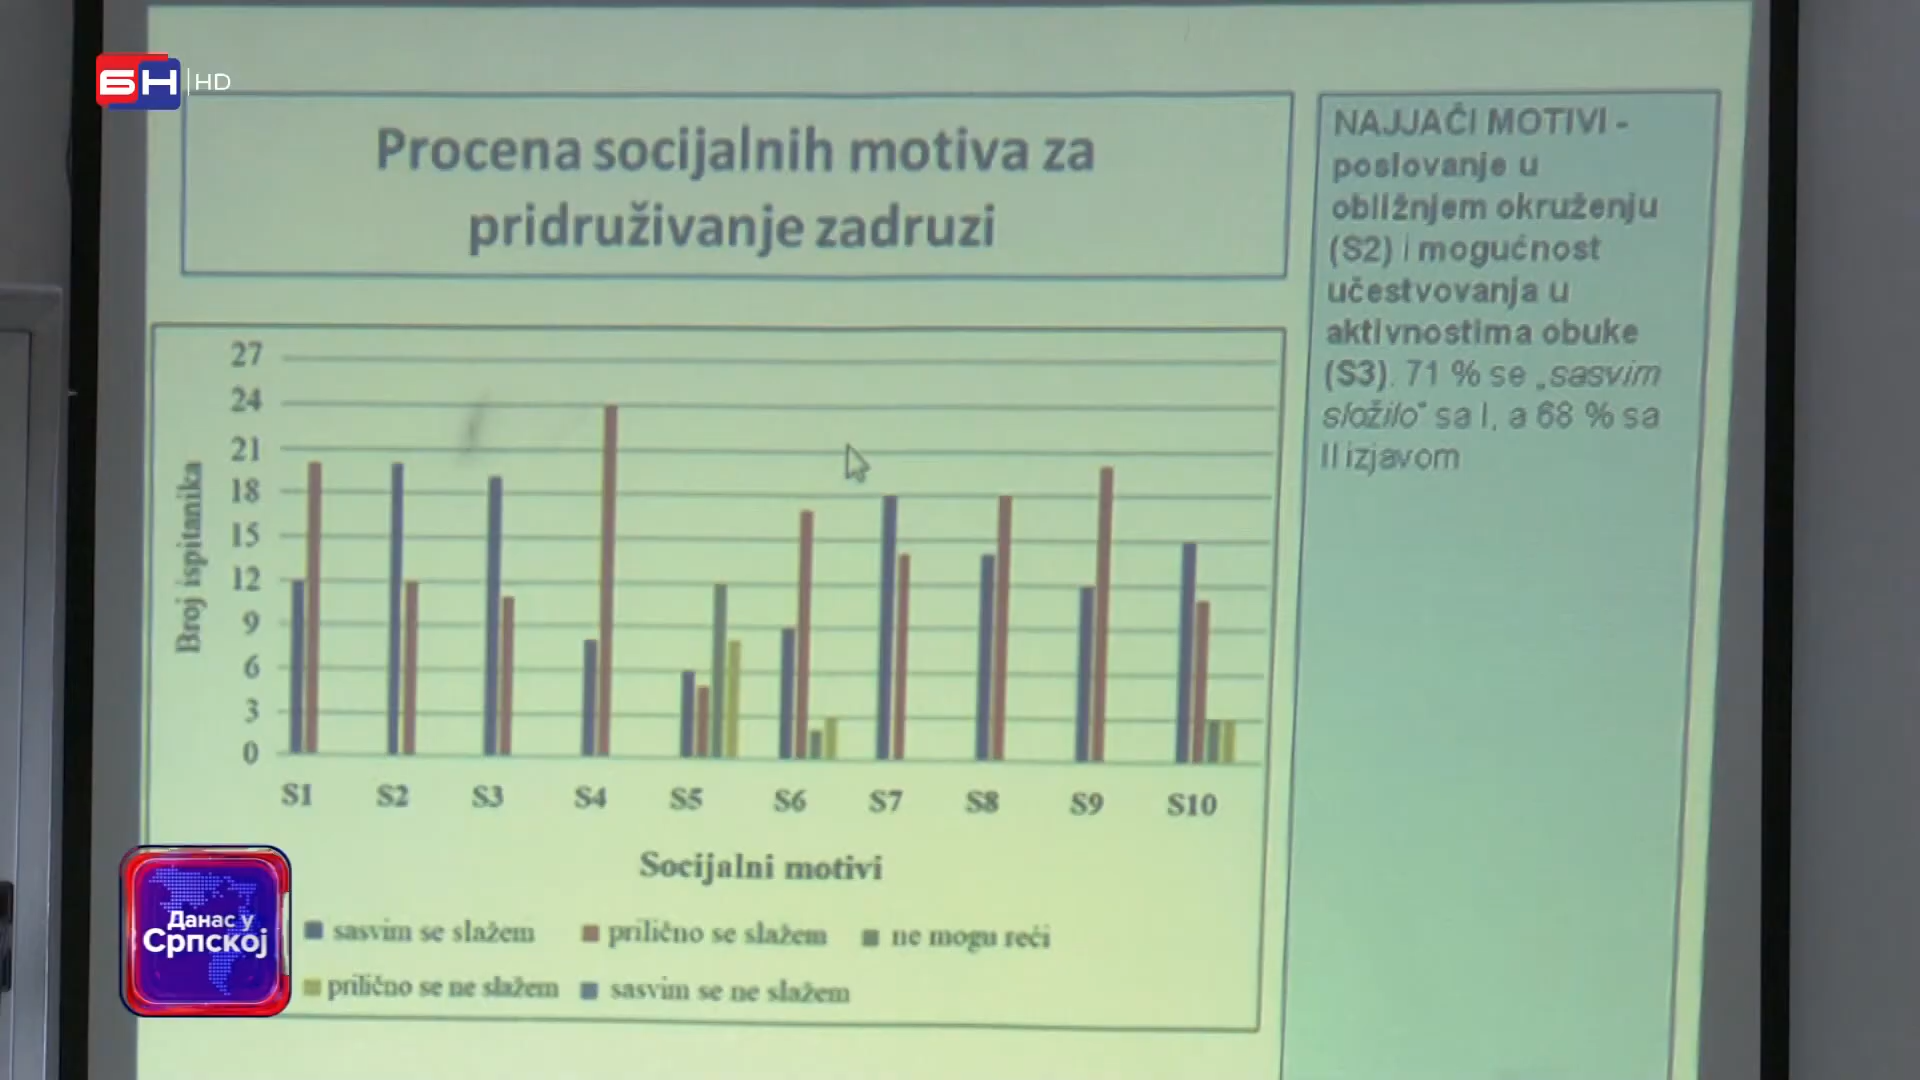 БН HD
Procena socijalnih motiva za
pridruživanje zadruzi
NAJJAČI MOTIVI -
poslovanje u
obližnjem okruženju
(S2) i mogućnost
učestvovanja u
aktivnostima obuke
(S3). 71 % se „sasvim
složilo“ sa I, a 68 % sa
II izjavom
27
24
21
18
15
12
9
6
3
0
Broj ispitanika
S1 S2 S3 S4 S5 S6 S7 S8 S9 S10
Socijalni motivi
sasvim se slažem prilično se slažem ne mogu reći
prilično se ne slažem sasvim se ne slažem
Данас у
Српској